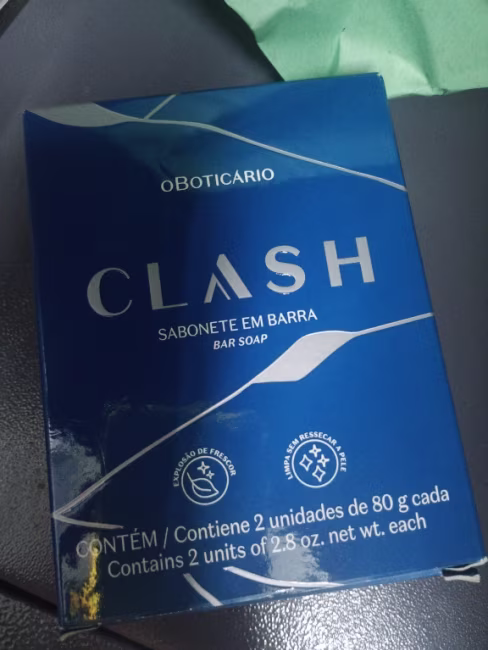 oBOTICÁRIO
CLASH
SABONETE EM BARRA
BAR SOAP
EXPLOSÃO DE FRESCOR
LIMPA SEM RESSECAR A PELE
CONTÉM / Contiene 2 unidades de 80 g cada
Contains 2 units of 2.8 oz. net wt. each